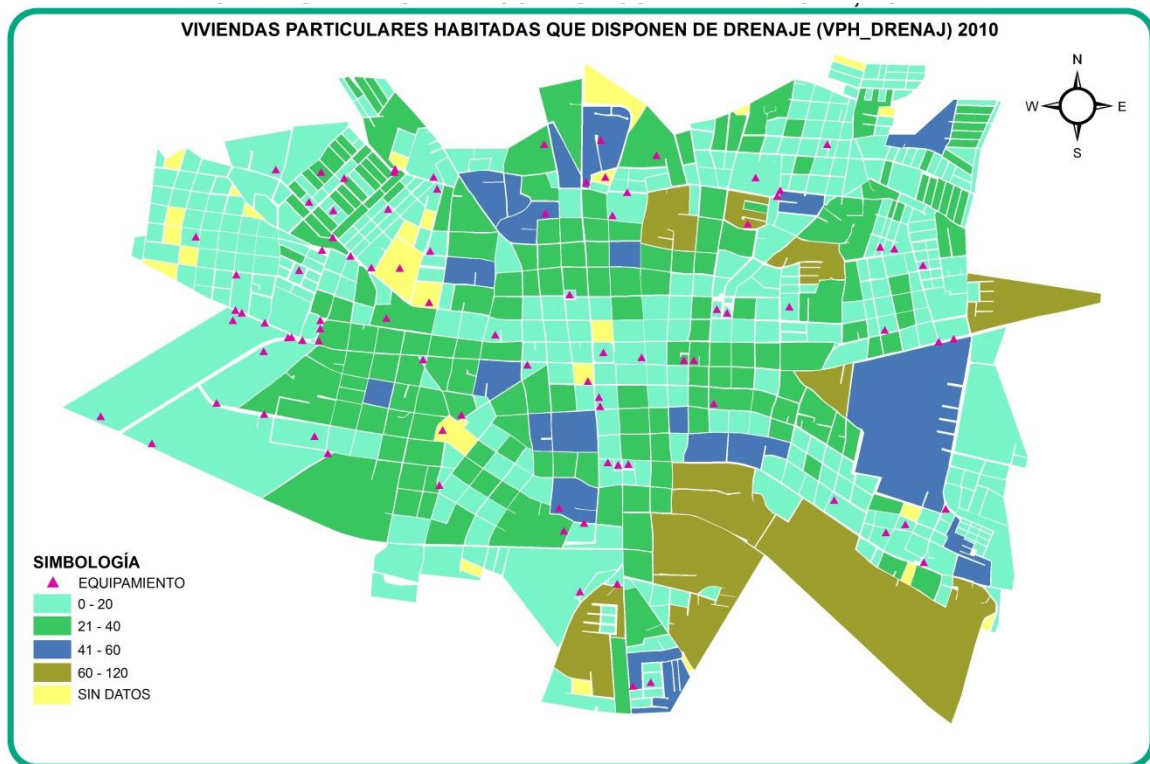 VIVIENDAS PARTICULARES HABITADAS QUE DISPONEN DE DRENAJE (VPH_DRENAJ) 2010
N
W E
S
SIMBOLOGÍA
EQUIPAMIENTO
0 - 20
21 - 40
41 - 60
60 - 120
SIN DATOS